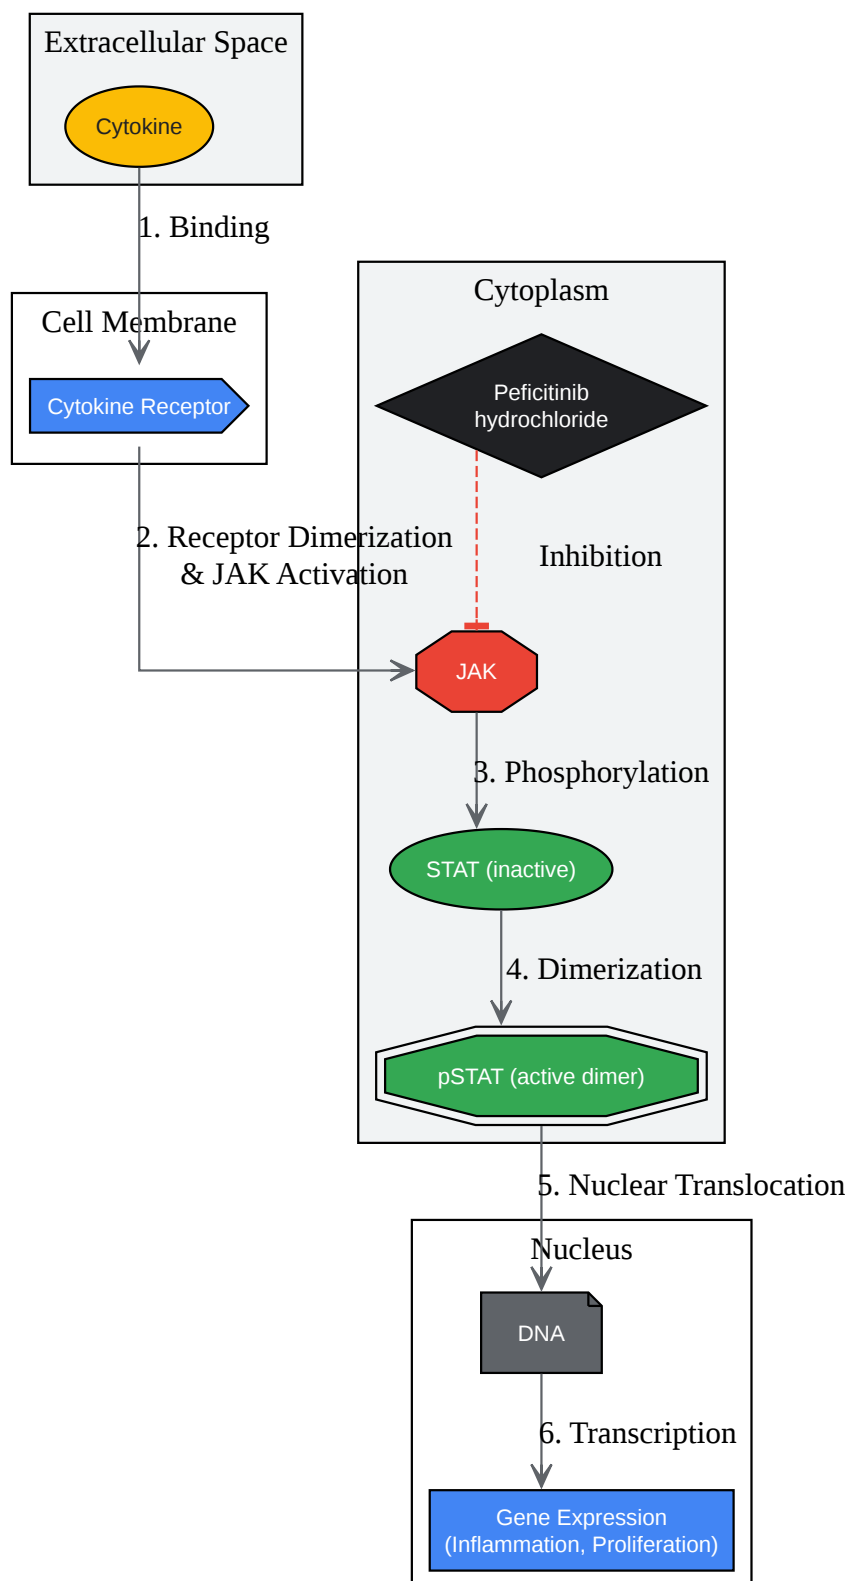 Extracellular Space
Cytokine
1. Binding
Cell Membrane
Cytokine Receptor
2. Receptor Dimerization
& JAK Activation
Cytoplasm
Peficitinib
hydrochloride
Inhibition
JAK
3. Phosphorylation
STAT (inactive)
4. Dimerization
pSTAT (active dimer)
5. Nuclear Translocation
Nucleus
DNA
6. Transcription
Gene Expression
(Inflammation, Proliferation)